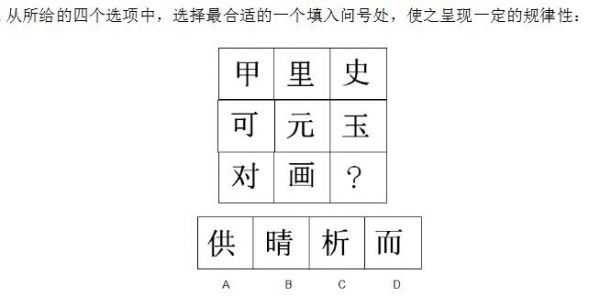 从所给的四个选项中，选择最合适的一个填入问号处，使之呈现一定的规律性：
甲 里 史
可 元 玉
对 画 ？
供 晴 析 而
A B C D